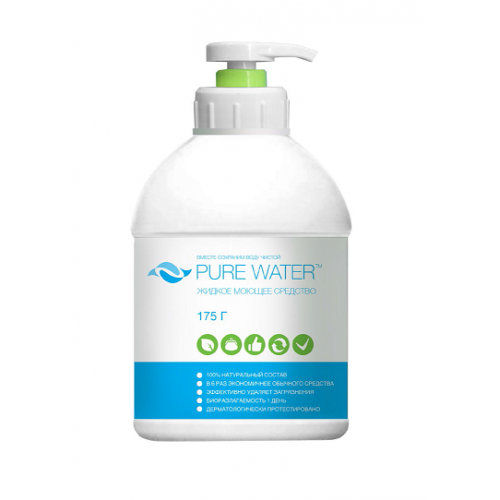 ВМЕСТЕ СОХРАНИМ ВОДУ ЧИСТОЙ
PURE WATER™
ЖИДКОЕ МОЮЩЕЕ СРЕДСТВО
175 Г
100% НАТУРАЛЬНЫЙ СОСТАВ
В 6 РАЗ ЭКОНОМИЧНЕЕ ОБЫЧНОГО СРЕДСТВА
ЭФФЕКТИВНО УДАЛЯЕТ ЗАГРЯЗНЕНИЯ
БИОРАЗЛАГАЕМОСТЬ 1 ДЕНЬ
ДЕРМАТОЛОГИЧЕСКИ ПРОТЕСТИРОВАНО